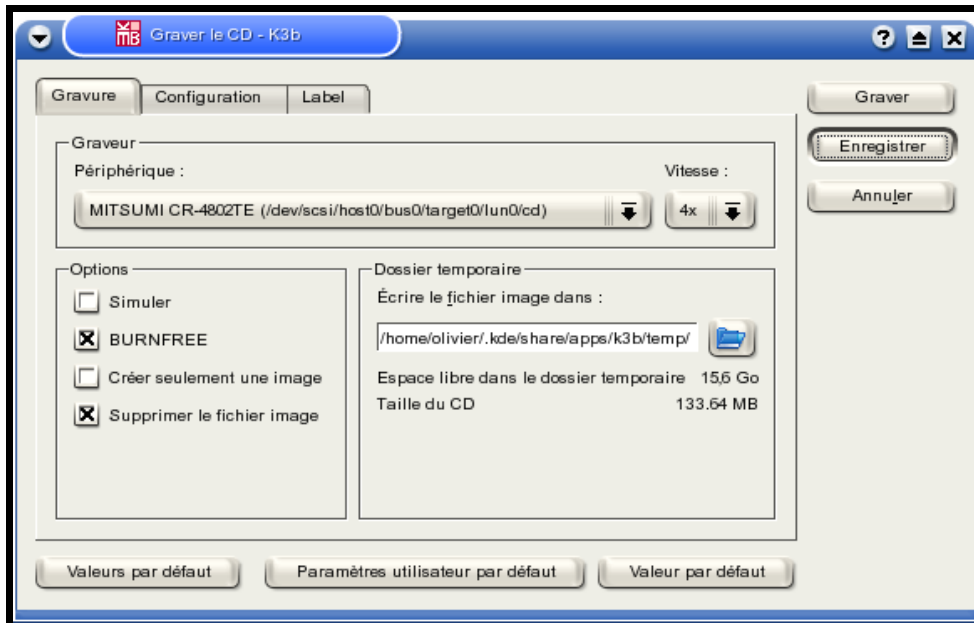 Graver le CD - K3b
Gravure Configuration Label
Graver
Enregistrer
Annuler
Graveur
Périphérique : Vitesse :
MITSUMI CR-4802TE (/dev/scsi/host0/bus0/target0/lun0/cd) 4x
Options
Simuler
BURNFREE
Créer seulement une image
Supprimer le fichier image
Dossier temporaire
Écrire le fichier image dans :
/home/olivier/.kde/share/apps/k3b/temp/
Espace libre dans le dossier temporaire 15,6 Go
Taille du CD 133.64 MB
Valeurs par défaut Paramètres utilisateur par défaut Valeur par défaut